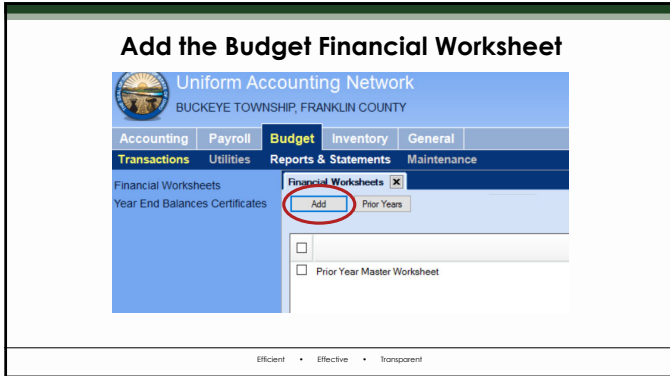 Add the Budget Financial Worksheet
Uniform Accounting Network
BUCKEYE TOWNSHIP, FRANKLIN COUNTY
Accounting Payroll Budget Inventory General
Transactions Utilities Reports & Statements Maintenance
Financial Worksheets
Year End Balances Certificates
Financial Worksheets X
Add Prior Years
Prior Year Master Worksheet
Efficient • Effective • Transparent